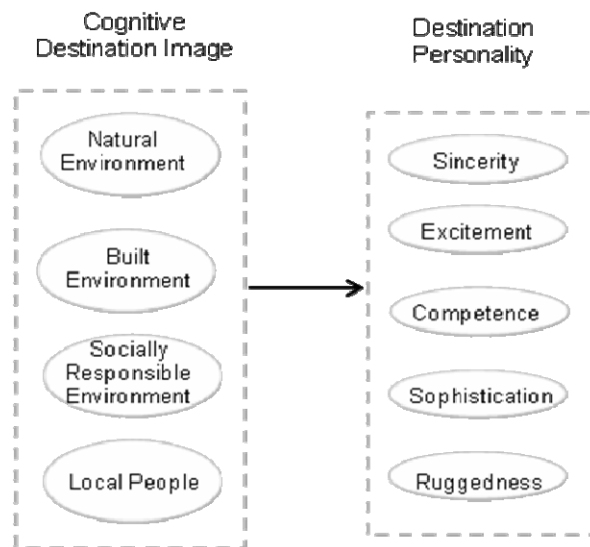 Cognitive
Destination Image
Natural
Environment
Built
Environment
Socially
Responsible
Environment
Local People
Destination
Personality
Sincerity
Excitement
Competence
Sophistication
Ruggedness